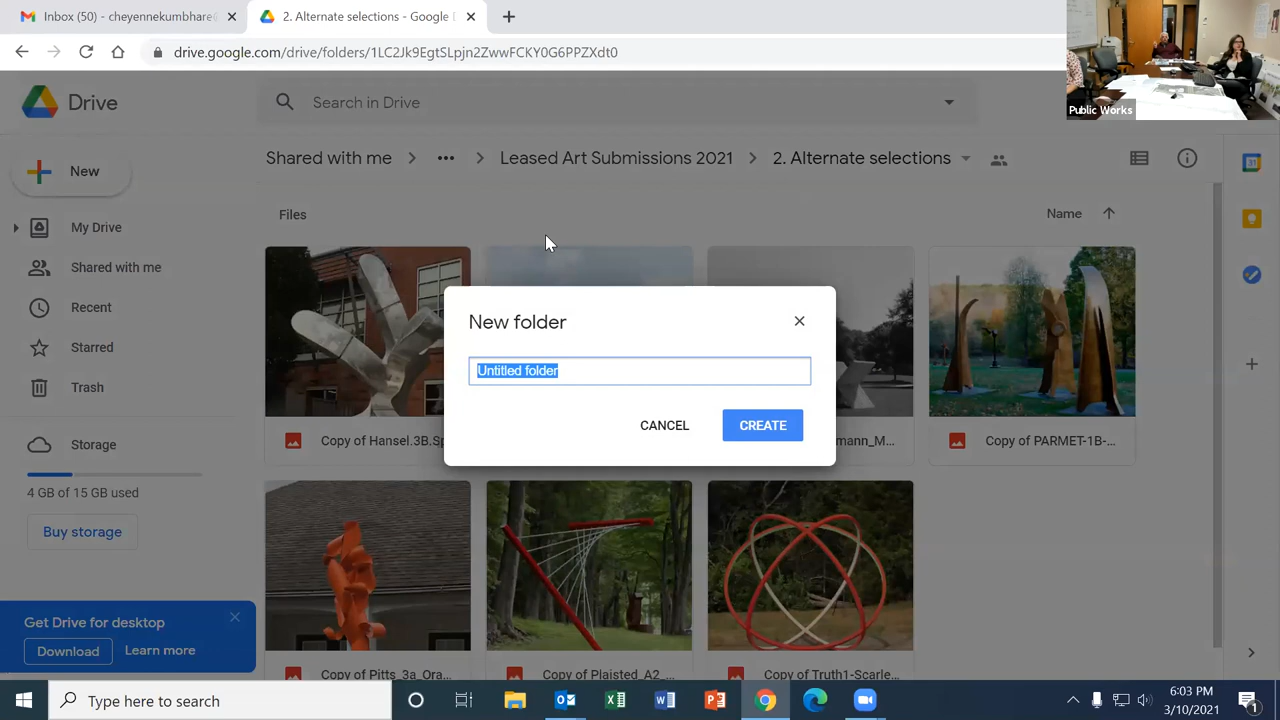 Inbox (50) - cheyennekumbhare@
2. Alternate selections - Google D
drive.google.com/drive/folders/1LC2Jk9EgtSLpjn2ZwwFCKY0G6PPZXdt0
Public Works
Drive
Search in Drive
New
Shared with me
Leased Art Submissions 2021
2. Alternate selections
My Drive
Shared with me
Recent
Starred
Trash
Storage
4 GB of 15 GB used
Buy storage
Files
Name
New folder
Untitled folder
CANCEL
CREATE
Copy of Hansel.3B.Sp
mann_M...
Copy of PARMET-1B-...
Copy of Pitts_3a_Ora...
Copy of Plaisted_A2_...
Copy of Truth1-Scarle...
Get Drive for desktop
Download
Learn more
Type here to search
6:03 PM
3/10/2021
1